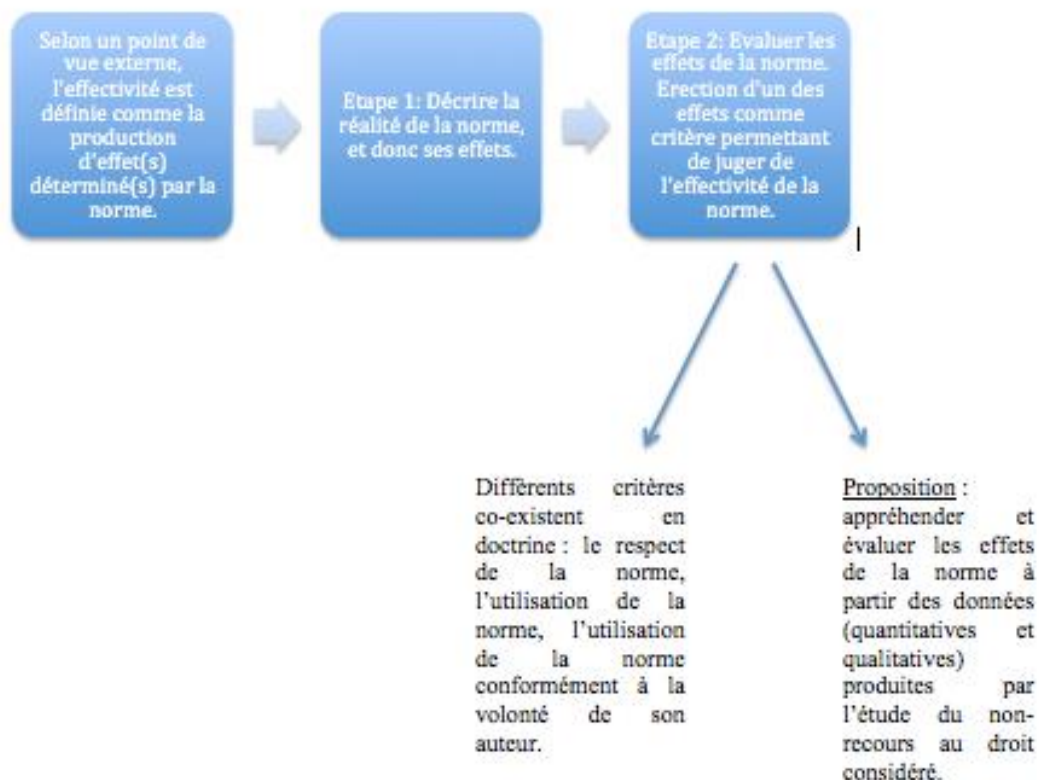 Selon un point de
vue externe,
l'effectivité est
définie comme la
production
d'effet(s)
déterminé(s) par la
norme.
Etape 1: Décrire la
réalité de la norme,
et donc ses effets.
Etape 2: Evaluer les
effets de la norme.
Erection d'un des
effets comme
critère permettant
de juger de
l'effectivité de la
norme.
Différents critères
co-existent en
doctrine : le respect
de la norme,
l'utilisation de la
norme, l'utilisation
de la norme
conformément à la
volonté de son
auteur.
Proposition :
appréhender et
évaluer les effets
de la norme à
partir des données
(quantitatives et
qualitatives)
produites par
l'étude du non-
recours au droit
considéré.